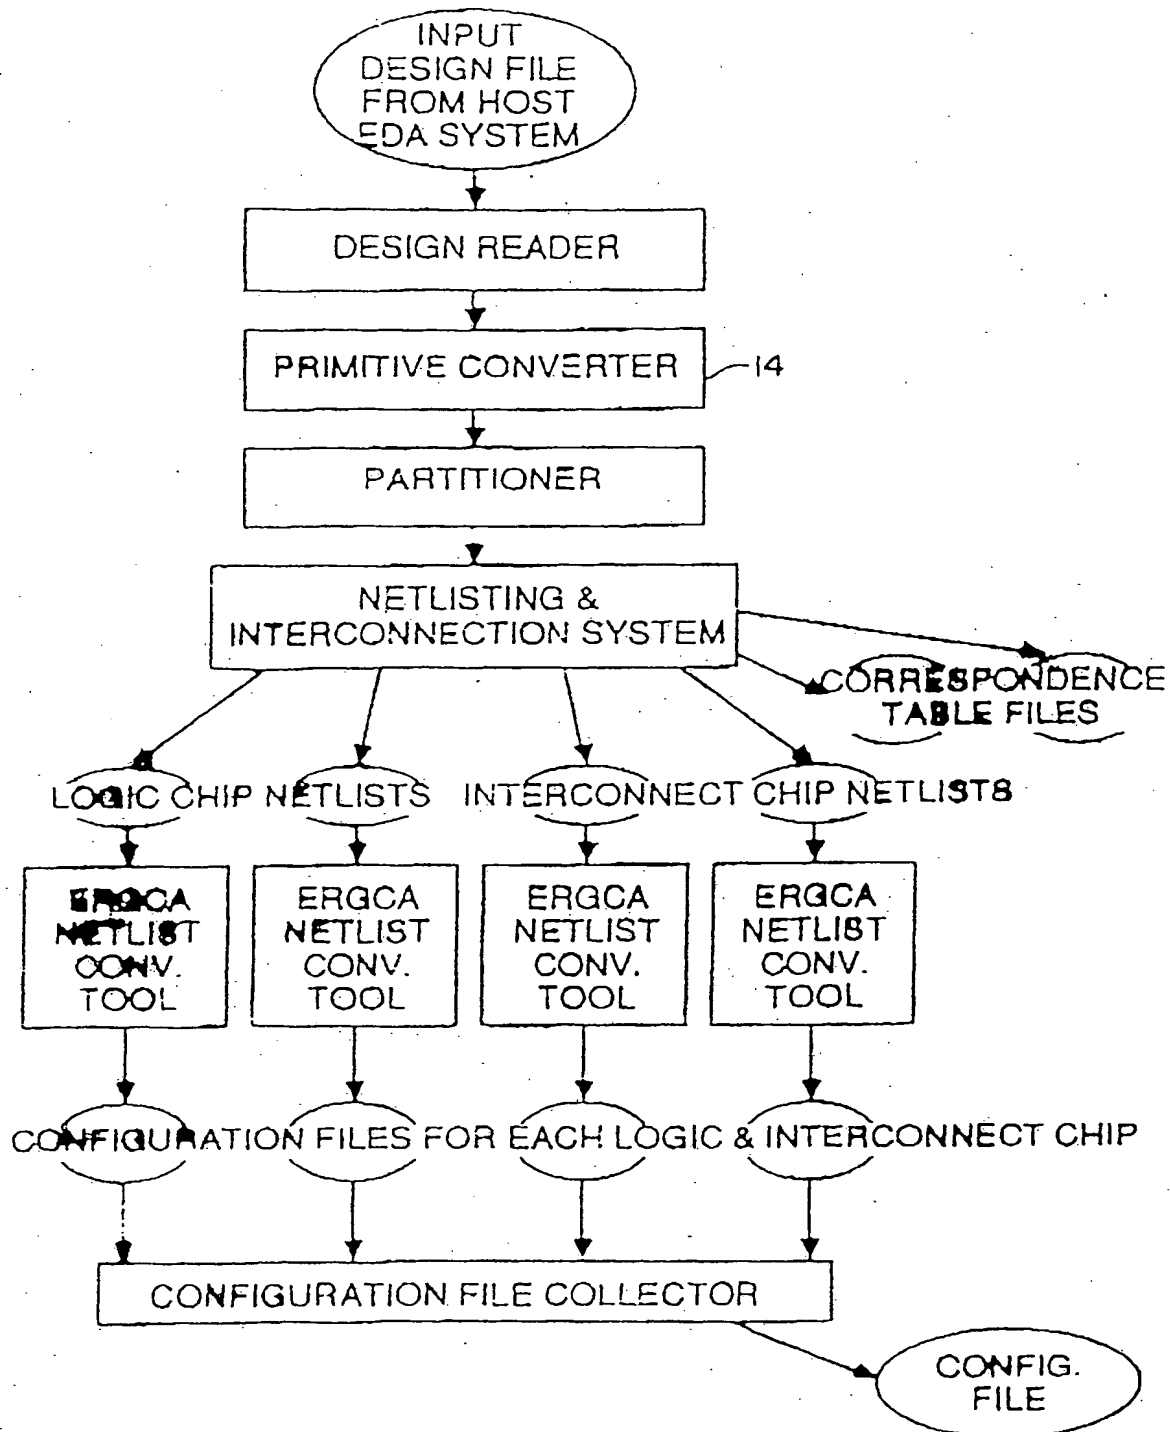 INPUT
DESIGN FILE
FROM HOST
EDA SYSTEM
DESIGN READER
PRIMITIVE CONVERTER
14
PARTITIONER
NETLISTING &
INTERCONNECTION SYSTEM
CORRESPONDENCE
TABLE FILES
LOGIC CHIP NETLISTS
INTERCONNECT CHIP NETLISTS
ERGCA
NETLIST
CONV.
TOOL
ERGCA
NETLIST
CONV.
TOOL
ERGCA
NETLIST
CONV.
TOOL
ERGCA
NETLIST
CONV.
TOOL
CONFIGURATION FILES FOR EACH LOGIC & INTERCONNECT CHIP
CONFIGURATION FILE COLLECTOR
CONFIG.
FILE